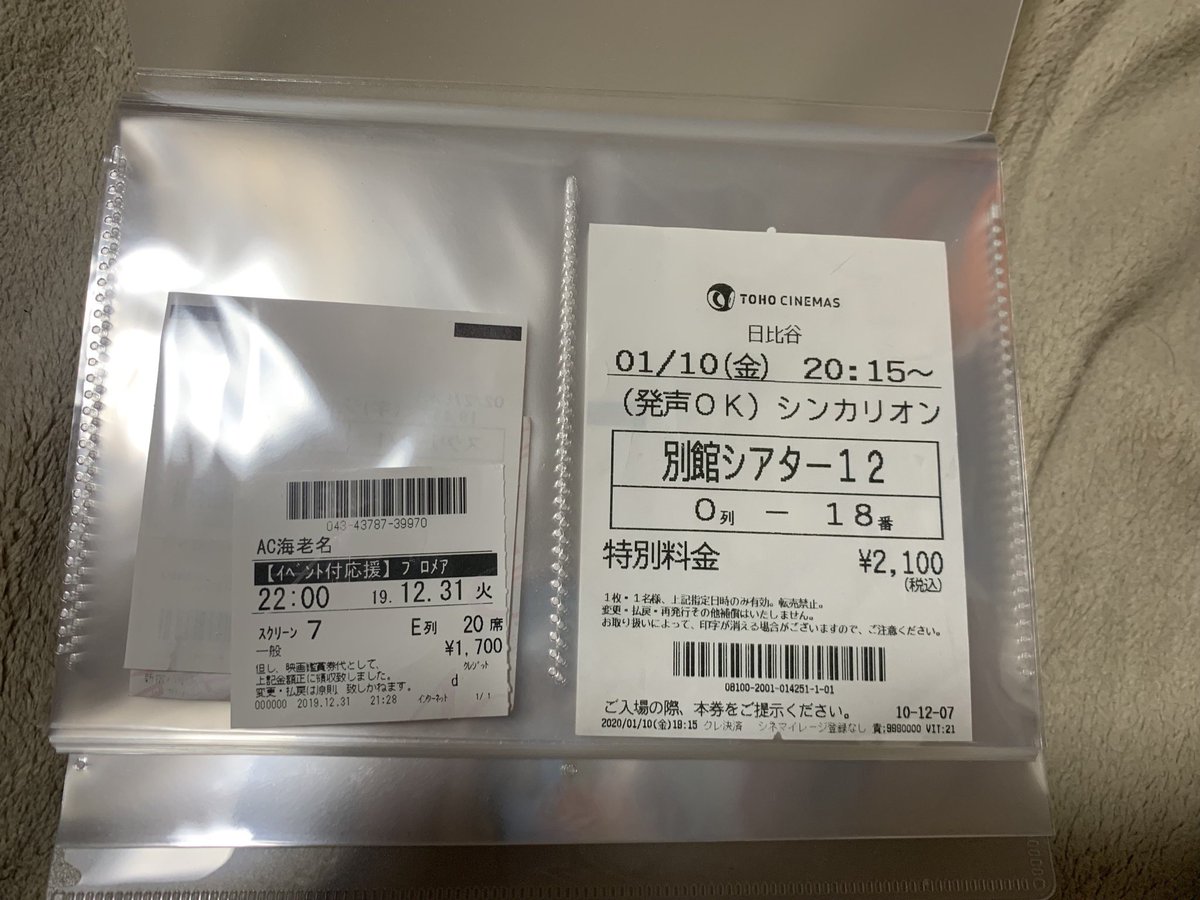 043-43787-39970
AC海老名
【イベント付応援】プロメア
22:00 19.12.31 火
スクリーン 7 E列 20席
一般 ¥1,700
但し、映画鑑賞券代として、 クレジット
上記金額正に領収致しました。 d
変更・払戻は原則、致しかねます。
000000 2019.12.31 21:28 インターネット 1/1
TOHO CINEMAS
日比谷
01/10(金) 20:15～
(発声OK) シンカリオン
別館シアター12
O列 － 18番
特別料金 ¥2,100
(税込)
1枚・1名様、上記指定日時のみ有効。転売禁止。
変更・払戻・再発行その他補償はいたしません。
お取り扱いによって、印字が消える場合がございますので、ご注意ください。
08100-2001-014251-1-01
ご入場の際、本券をご提示ください。 10-12-07
2020/01/10(金)19:15 クレ決済 シネマイレージ登録なし 責:9980000 VIT:21